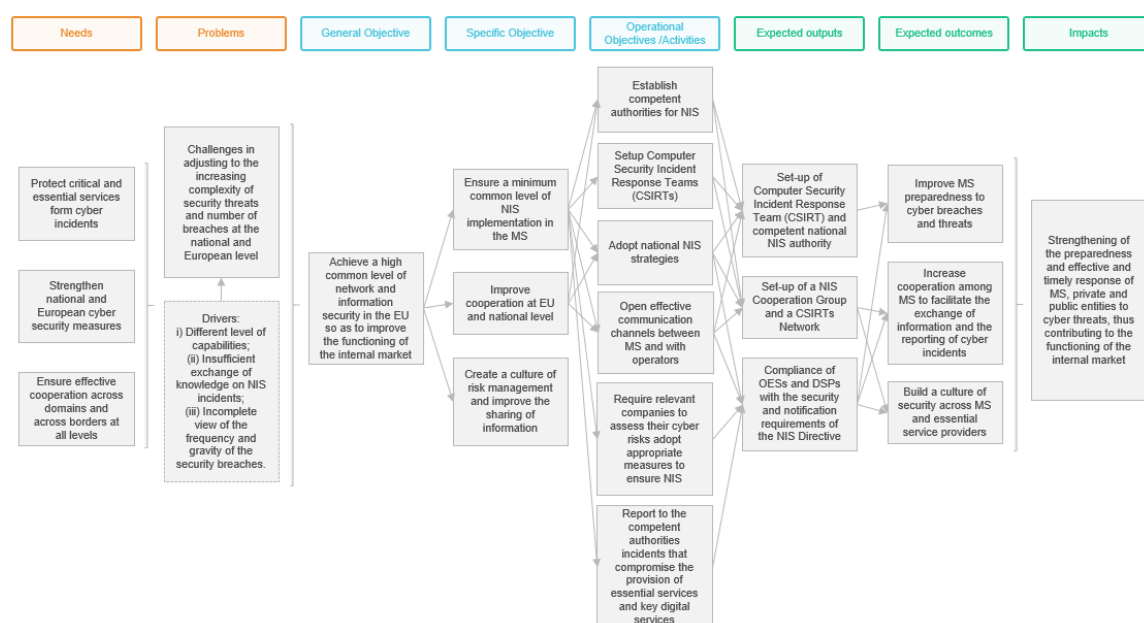 Needs
Problems
General Objective
Specific Objective
Operational
Objectives /Activities
Expected outputs
Expected outcomes
Impacts
Protect critical and
essential services
form cyber
incidents
Strengthen
national and
European cyber
security measures
Ensure effective
cooperation across
domains and
across borders at
all levels
Challenges in
adjusting to the
increasing
complexity of
security threats
and number of
breaches at the
national and
European level
Drivers:
i) Different level of
capabilities;
(ii) Insufficient
exchange of
knowledge on NIS
incidents;
(iii) Incomplete
view of the
frequency and
gravity of the
security breaches.
Achieve a high
common level of
network and
information
security in the EU
so as to improve
the functioning of
the internal market
Ensure a minimum
common level of
NIS
implementation in
the MS
Improve
cooperation at EU
and national level
Create a culture of
risk management
and improve the
sharing of
information
Establish
competent
authorities for NIS
Setup Computer
Security Incident
Response Teams
(CSIRTs)
Adopt national NIS
strategies
Open effective
communication
channels between
MS and with
operators
Require relevant
companies to
assess their cyber
risks adopt
appropriate
measures to
ensure NIS
Report to the
competent
authorities
incidents that
compromise the
provision of
essential services
and key digital
services
Set-up of
Computer Security
Incident Response
Team (CSIRT) and
competent national
NIS authority
Set-up of a NIS
Cooperation Group
and a CSIRTs
Network
Compliance of
OESs and DSPs
with the security
and notification
requirements of
the NIS Directive
Improve MS
preparedness to
cyber breaches
and threats
Increase
cooperation among
MS to facilitate the
exchange of
information and the
reporting of cyber
incidents
Build a culture of
security across MS
and essential
service providers
Strengthening of
the preparedness
and effective and
timely response of
MS, private and
public entities to
cyber threats, thus
contributing to the
functioning of the
internal market